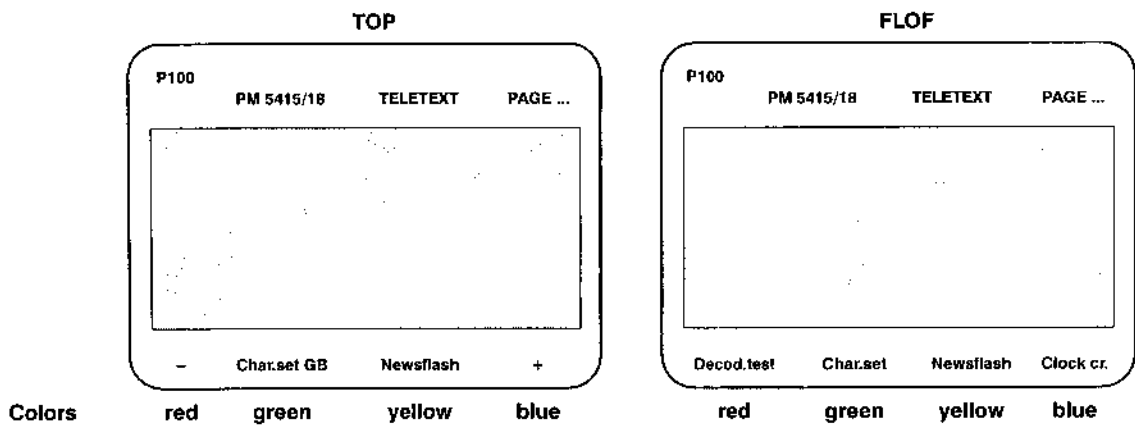 TOP
FLOF
P100
PM 5415/18 TELETEXT PAGE ...
P100
PM 5415/18 TELETEXT PAGE ...
– Char.set GB Newsflash +
Decod.test Char.set Newsflash Clock cr.
Colors red green yellow blue
red green yellow blue